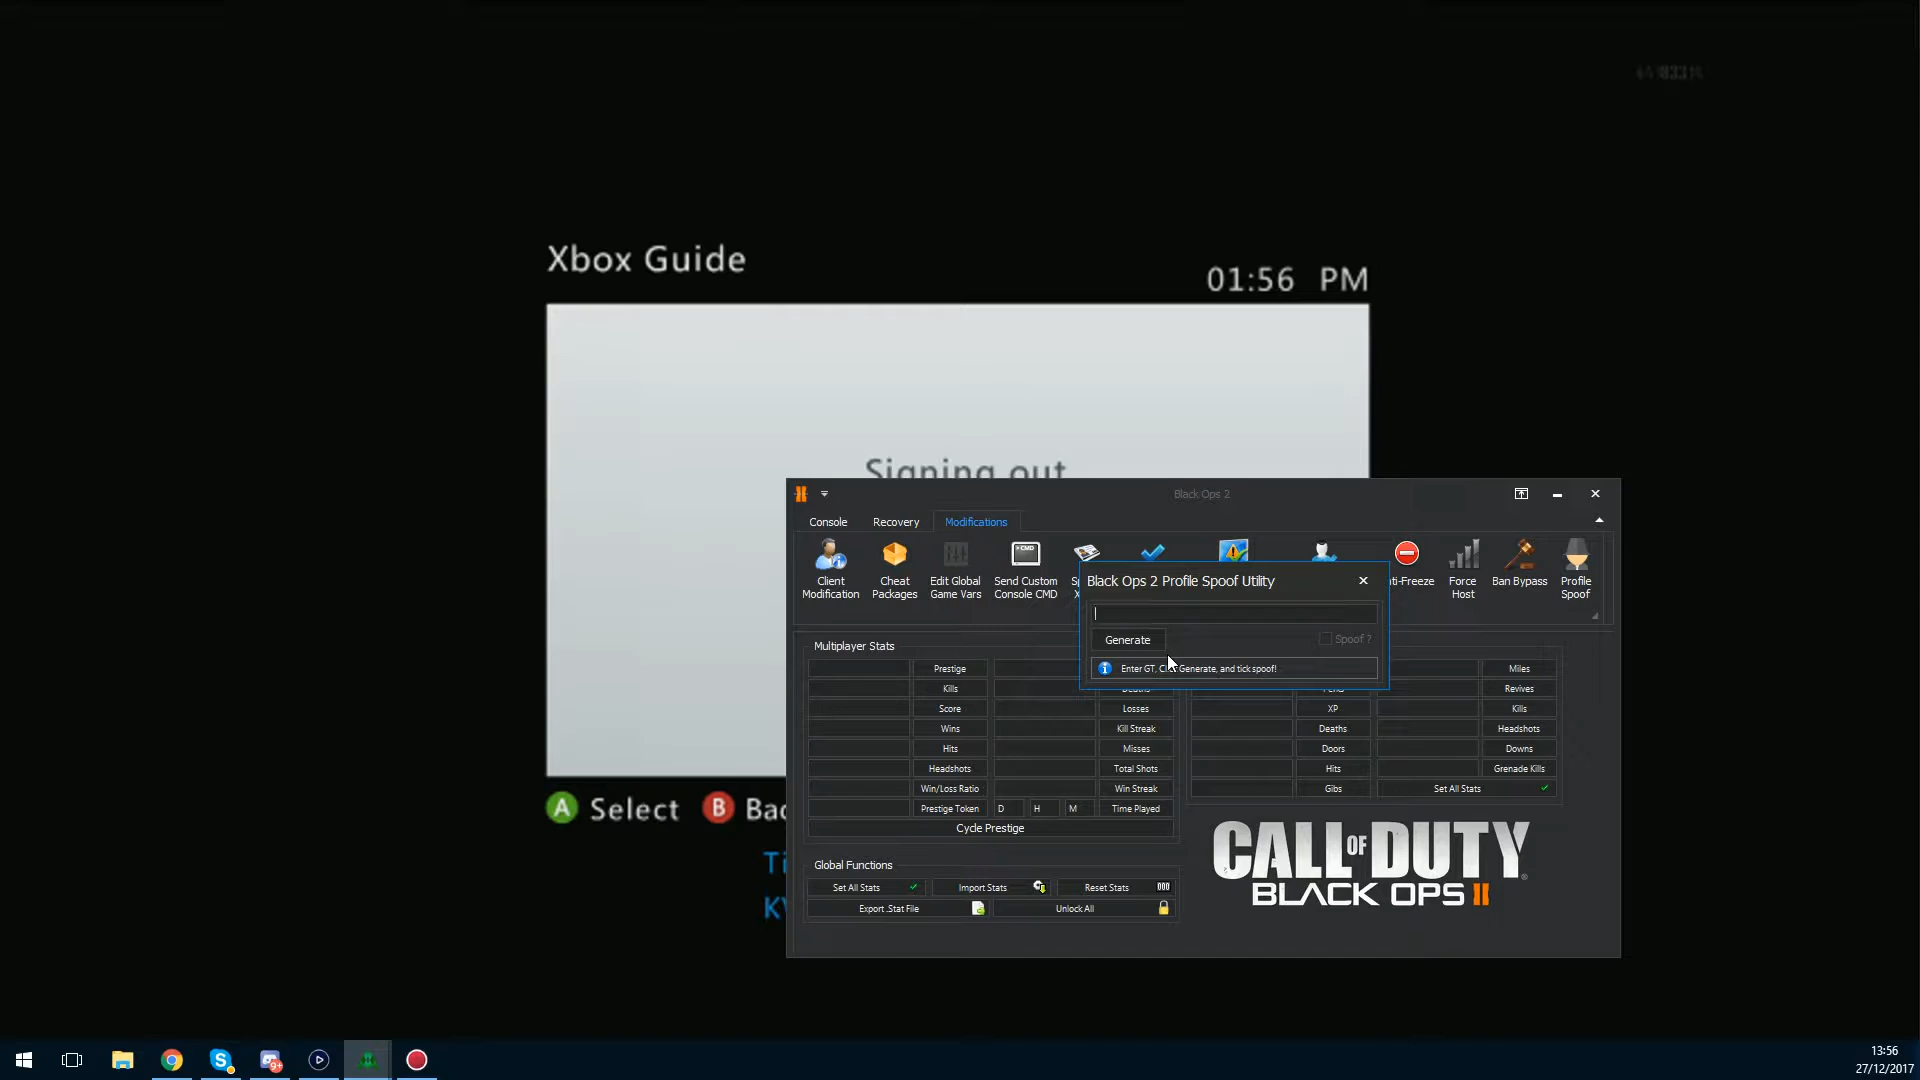 Xbox Guide
01:56 PM
Signing out
Select
B
A
Black Ops 2
Console
Recovery
Modifications
Client
Modification
Cheat
Packages
Edit Global
Game Vars
CMD
Send Custom
Console CMD
ti-Freeze
Force
Host
Ban Bypass
Profile
Spoof
Black Ops 2 Profile Spoof Utility
Generate
Spoof ?
Generate, and tick spoof!
Enter GT,
Multiplayer Stats
Prestige
Miles
Kills
Revives
Score
Losses
XP
Kills
Wins
Kill Streak
Deaths
Headshots
Hits
Misses
Doors
Downs
Headshots
Total Shots
Hits
Grenade Kills
Win/Loss Ratio
Win Streak
Gibs
Set All Stats
Prestige Token
D
H
M
Time Played
Cycle Prestige
Global Functions
Set All Stats
Import Stats
Reset Stats
Export .Stat File
Unlock All
CALL OF DUTY
BLACK OPS II
9+
13:56
27/12/2017